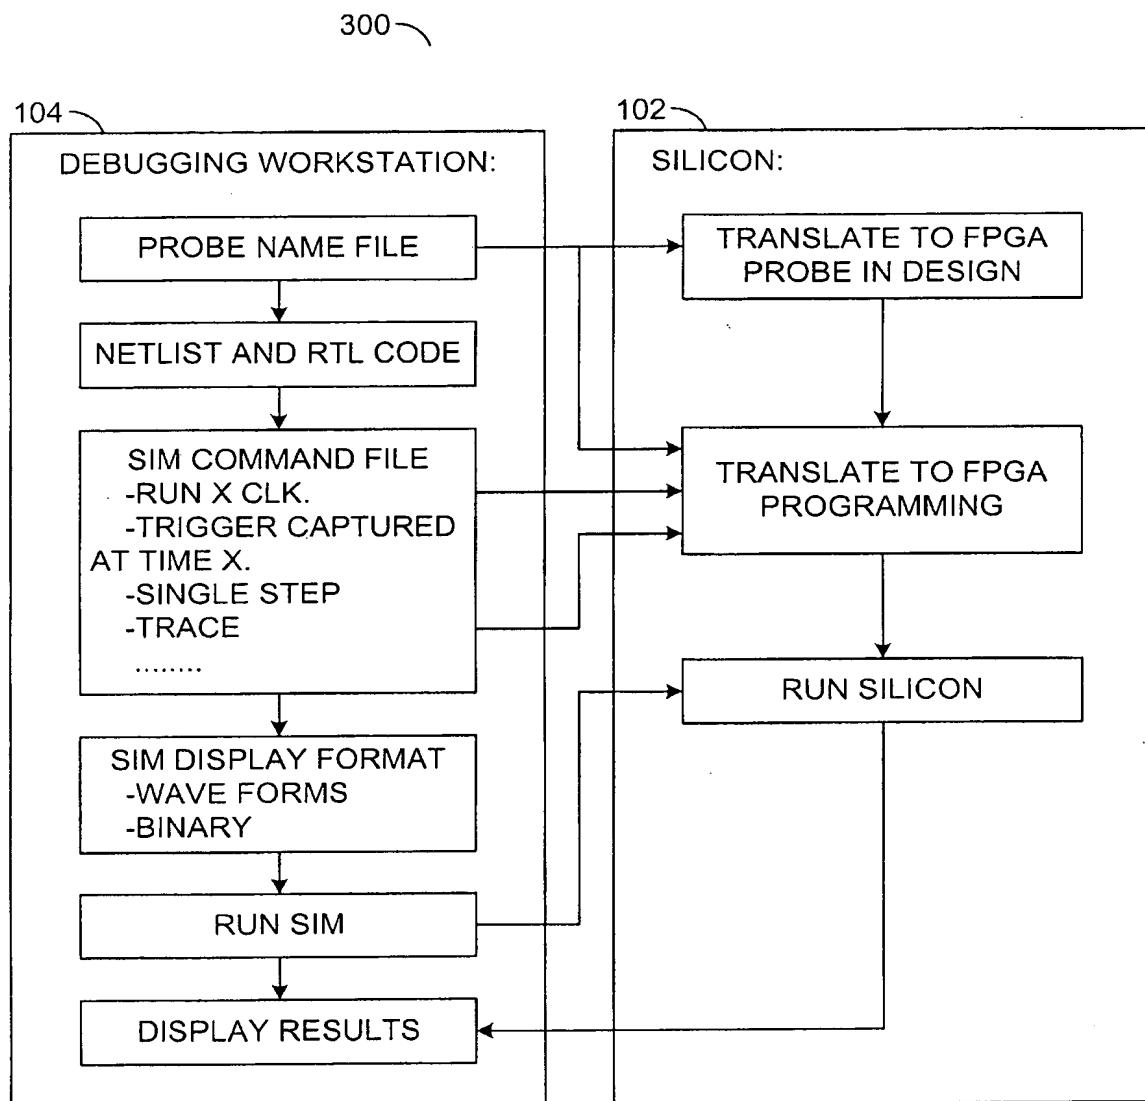 300
104
DEBUGGING WORKSTATION:
PROBE NAME FILE
NETLIST AND RTL CODE
SIM COMMAND FILE
-RUN X CLK.
-TRIGGER CAPTURED
AT TIME X.
-SINGLE STEP
-TRACE
........
SIM DISPLAY FORMAT
-WAVE FORMS
-BINARY
RUN SIM
DISPLAY RESULTS
102
SILICON:
TRANSLATE TO FPGA
PROBE IN DESIGN
TRANSLATE TO FPGA
PROGRAMMING
RUN SILICON